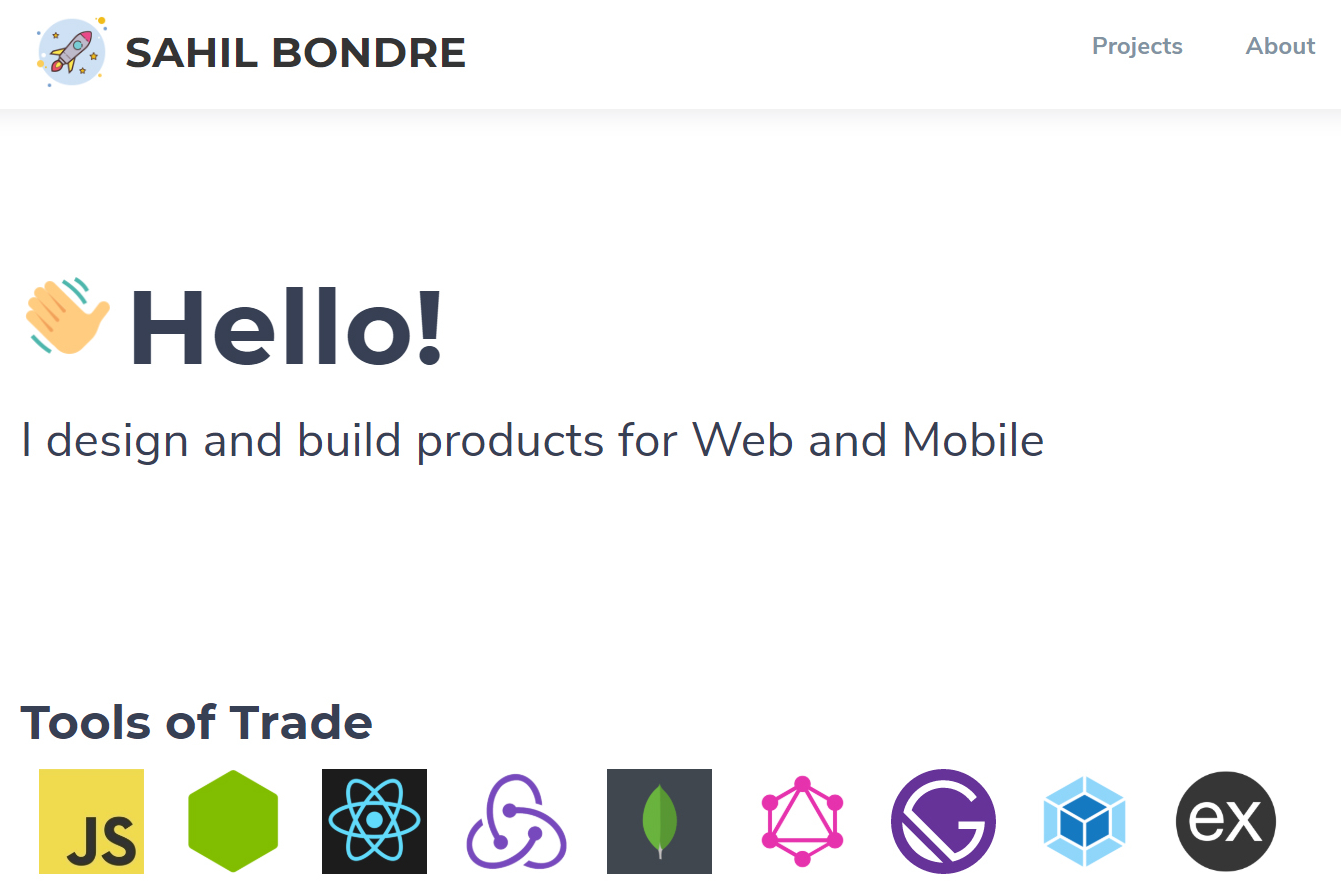 SAHIL BONDRE
Projects
About
Hello!
I design and build products for Web and Mobile
Tools of Trade
JS
ex